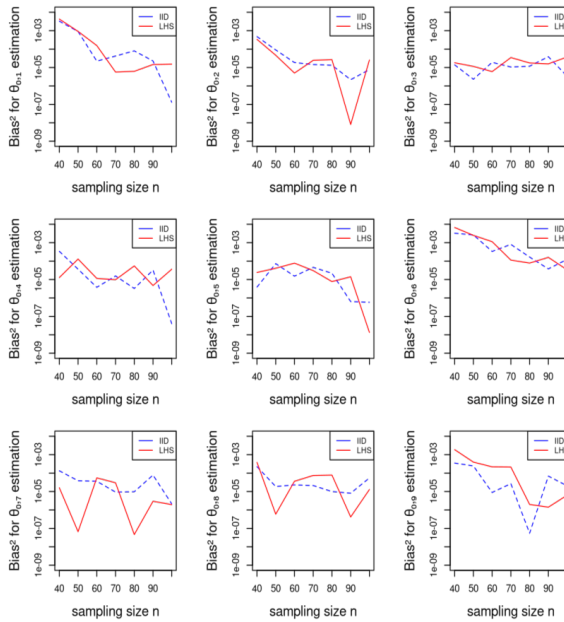 Bias² for θ₀,₁ estimation
1e-09 1e-07 1e-05 1e-03
IID
LHS
40 50 60 70 80 90
sampling size n
Bias² for θ₀,₂ estimation
1e-09 1e-07 1e-05 1e-03
IID
LHS
40 50 60 70 80 90
sampling size n
Bias² for θ₀,₃ estimation
1e-09 1e-07 1e-05 1e-03
IID
LHS
40 50 60 70 80 90
sampling size n
Bias² for θ₀,₄ estimation
1e-09 1e-07 1e-05 1e-03
IID
LHS
40 50 60 70 80 90
sampling size n
Bias² for θ₀,₅ estimation
1e-09 1e-07 1e-05 1e-03
IID
LHS
40 50 60 70 80 90
sampling size n
Bias² for θ₀,₆ estimation
1e-09 1e-07 1e-05 1e-03
IID
LHS
40 50 60 70 80 90
sampling size n
Bias² for θ₀,₇ estimation
1e-09 1e-07 1e-05 1e-03
IID
LHS
40 50 60 70 80 90
sampling size n
Bias² for θ₀,₈ estimation
1e-09 1e-07 1e-05 1e-03
IID
LHS
40 50 60 70 80 90
sampling size n
Bias² for θ₀,₉ estimation
1e-09 1e-07 1e-05 1e-03
IID
LHS
40 50 60 70 80 90
sampling size n